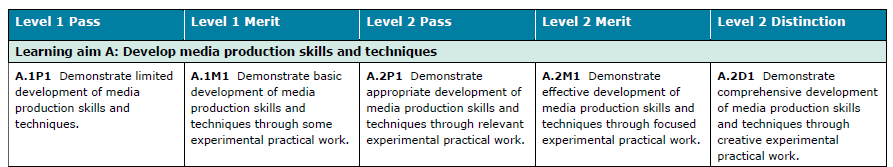 Level 1 Pass
Level 1 Merit
Level 2 Pass
Level 2 Merit
Level 2 Distinction
Learning aim A: Develop media production skills and techniques
A.1P1 Demonstrate limited
development of media
production skills and
techniques.
A.1M1 Demonstrate basic
development of media
production skills and
techniques through some
experimental practical work.
A.2P1 Demonstrate
appropriate development of
media production skills and
techniques through relevant
experimental practical work.
A.2M1 Demonstrate
effective development of
media production skills and
techniques through focused
experimental practical work.
A.2D1 Demonstrate
comprehensive development
of media production skills
and techniques through
creative experimental
practical work.